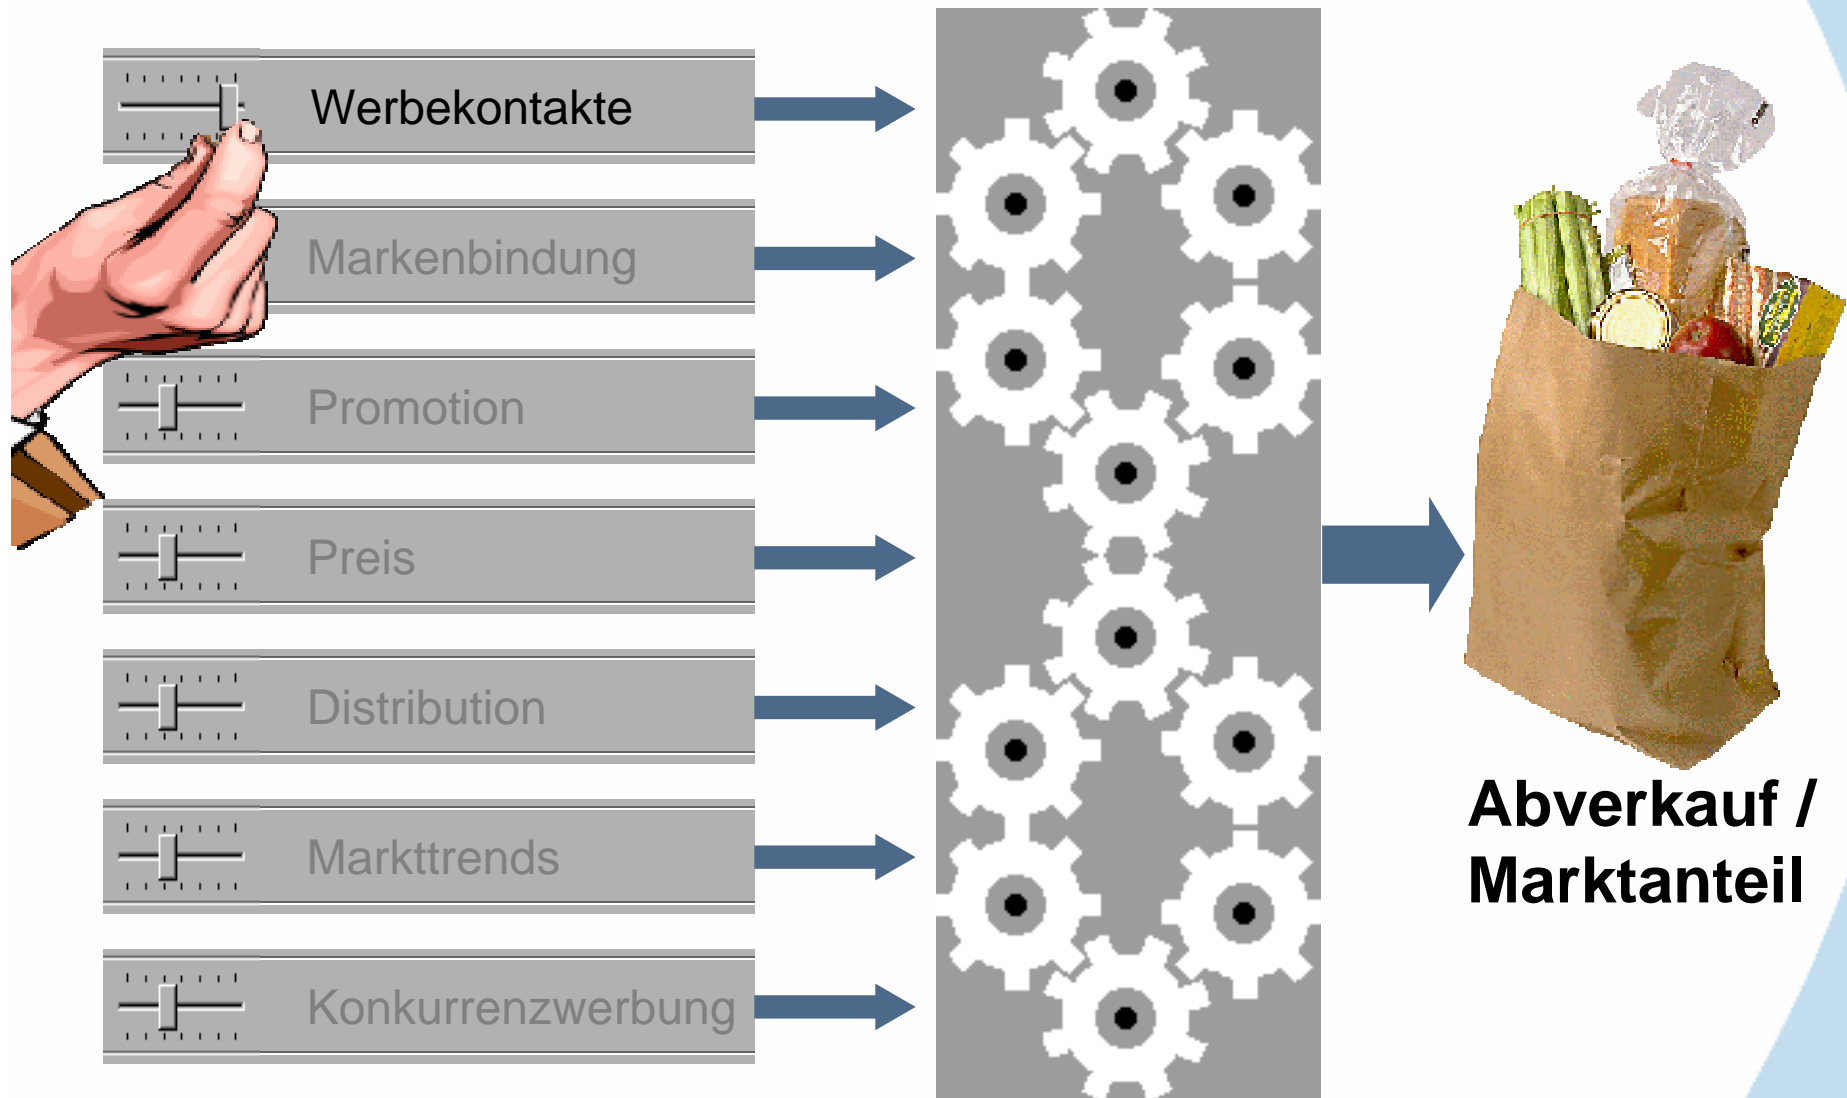 Werbekontakte
Markenbindung
Promotion
Preis
Distribution
Markttrends
Konkurrenzwerbung
Abverkauf /
Marktanteil